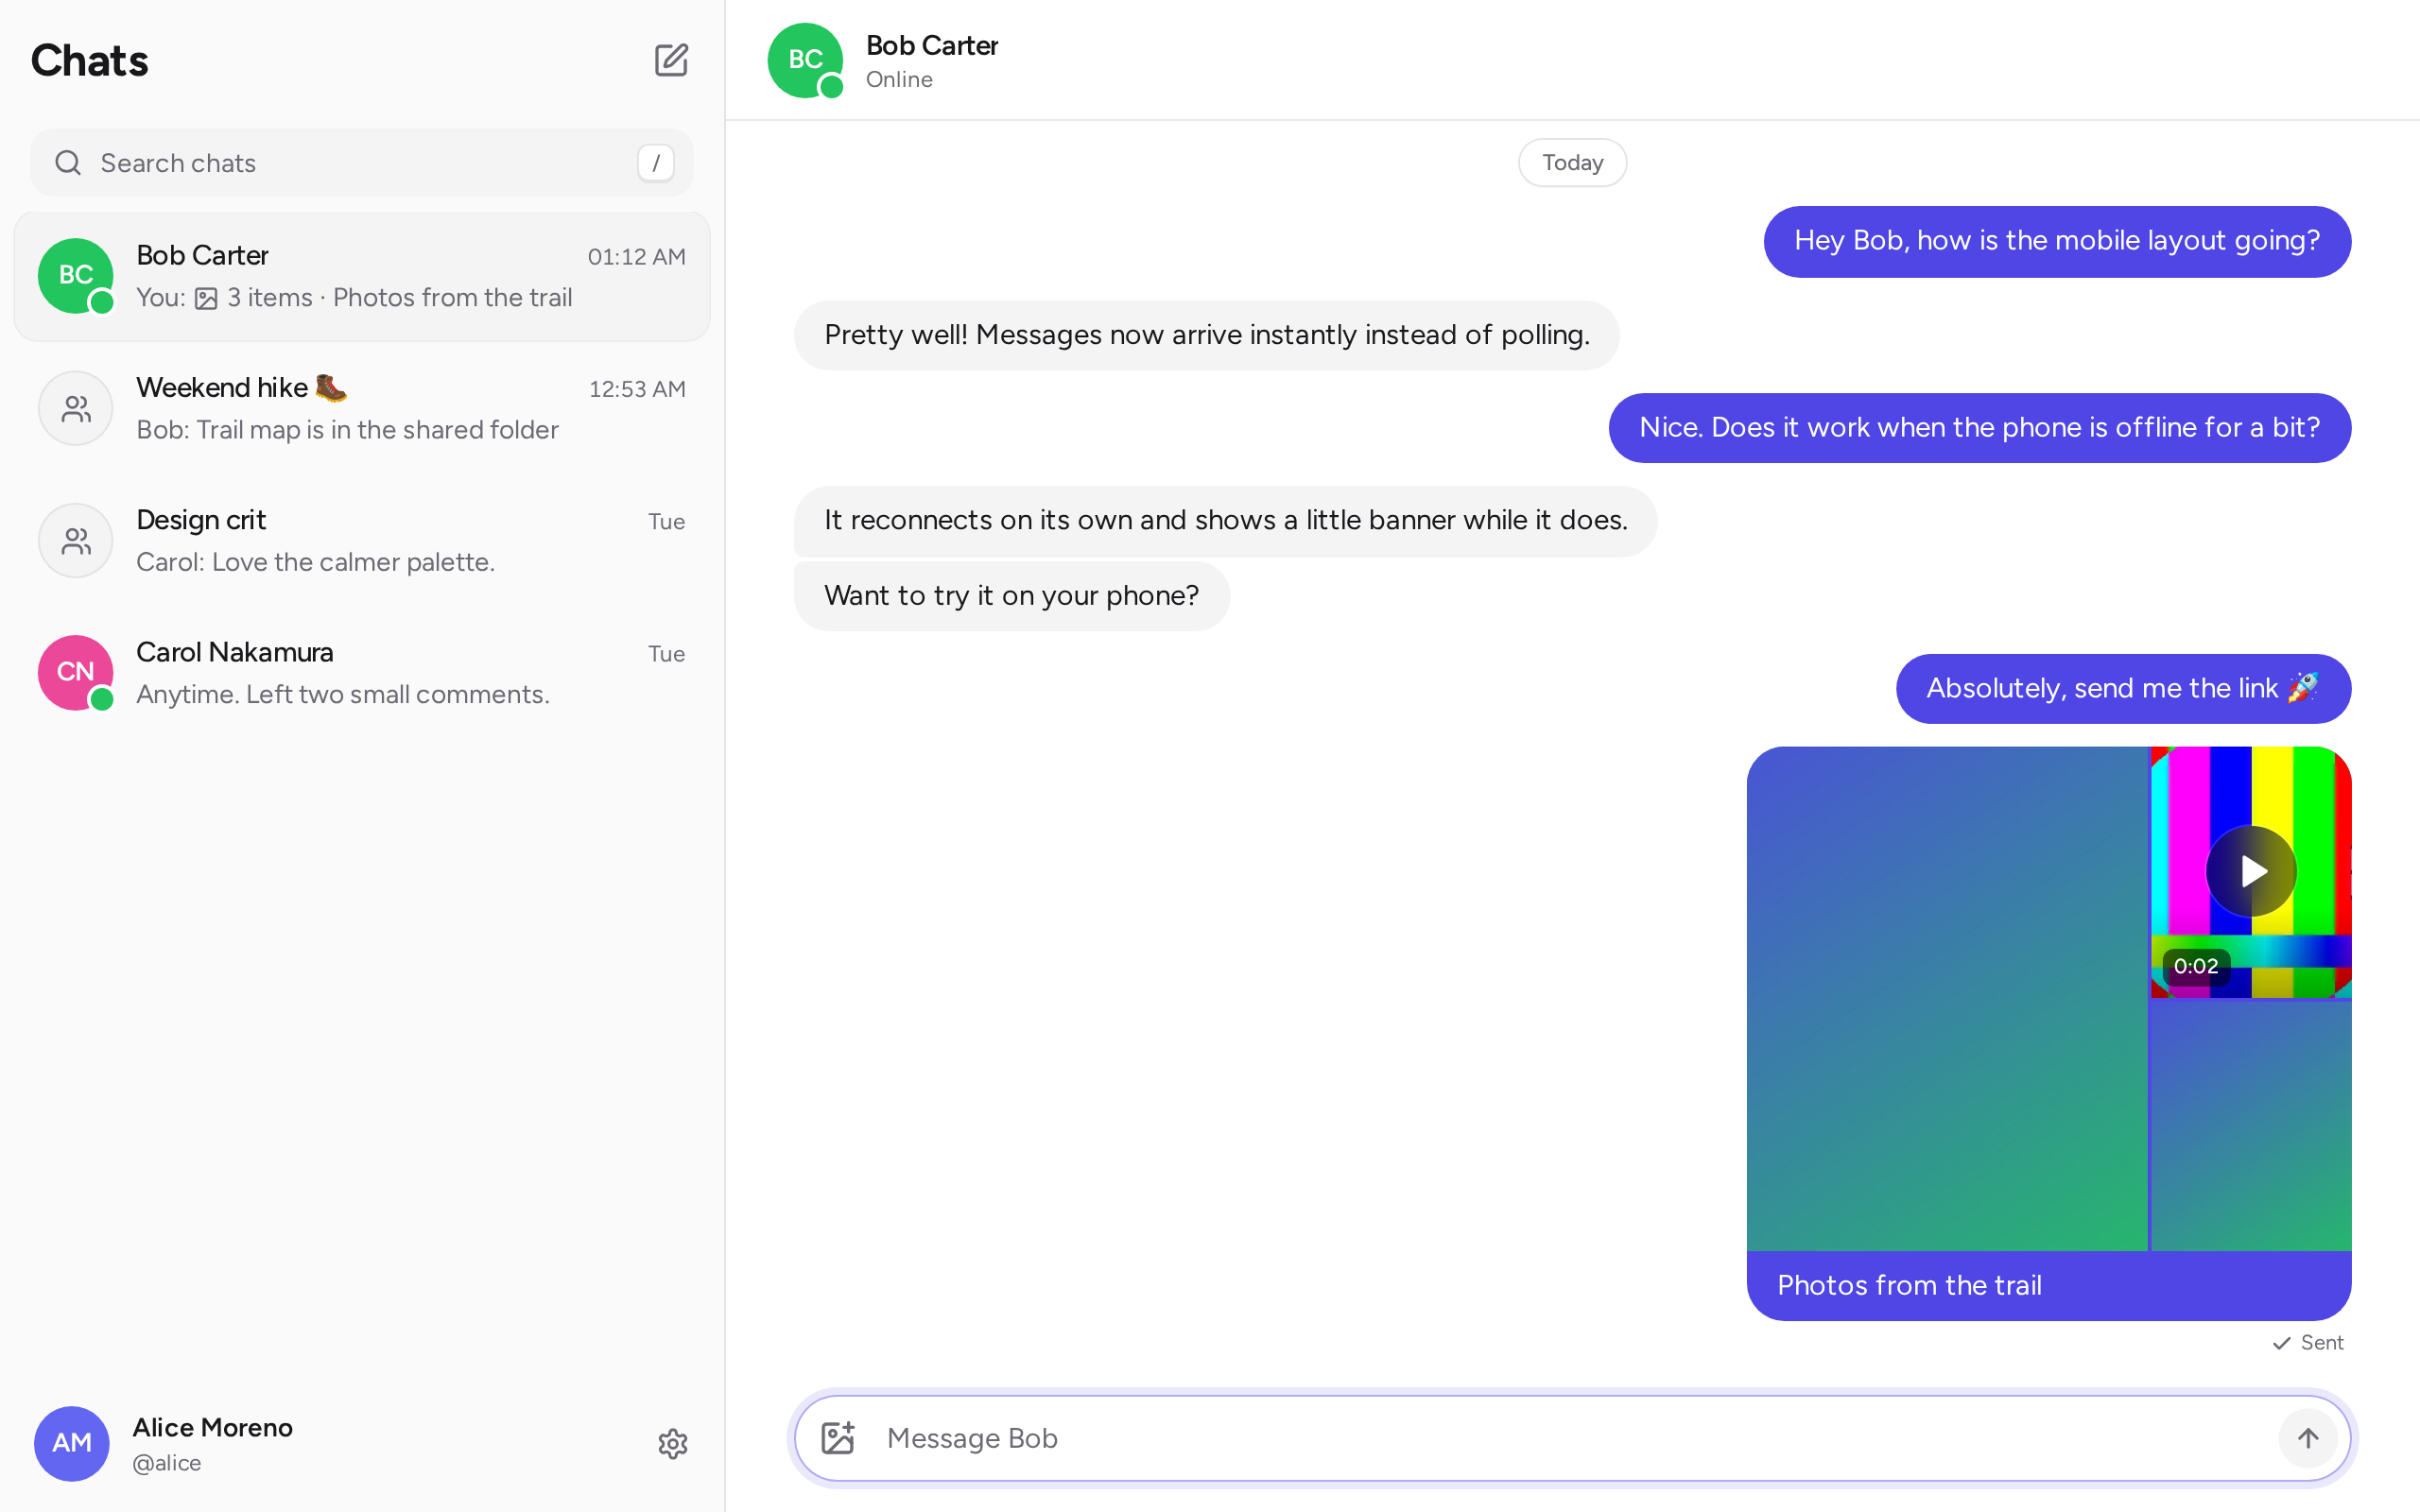 Chats
Search chats
/
BC
Bob Carter
01:12 AM
You: 3 items · Photos from the trail
Weekend hike 🥾
12:53 AM
Bob: Trail map is in the shared folder
Design crit
Tue
Carol: Love the calmer palette.
CN
Carol Nakamura
Tue
Anytime. Left two small comments.
AM
Alice Moreno
@alice
BC
Bob Carter
Online
Today
Hey Bob, how is the mobile layout going?
Pretty well! Messages now arrive instantly instead of polling.
Nice. Does it work when the phone is offline for a bit?
It reconnects on its own and shows a little banner while it does.
Want to try it on your phone?
Absolutely, send me the link 🚀
0:02
Photos from the trail
Sent
Message Bob